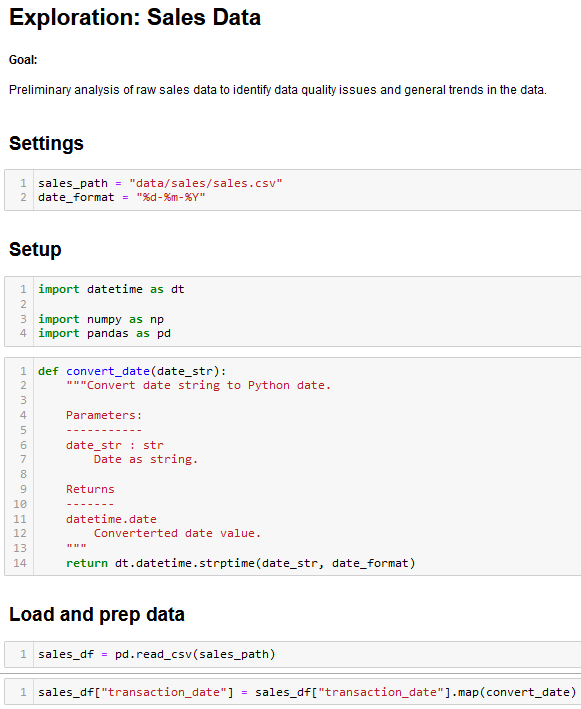 Exploration: Sales Data
Goal:
Preliminary analysis of raw sales data to identify data quality issues and general trends in the data.
Settings
1 sales_path = "data/sales/sales.csv"
2 date_format = "%d-%m-%Y"
Setup
1 import datetime as dt
2
3 import numpy as np
4 import pandas as pd
1 def convert_date(date_str):
2     """Convert date string to Python date.
3
4     Parameters:
5     -----------
6     date_str : str
7         Date as string.
8
9     Returns
10     -------
11     datetime.date
12         Converterted date value.
13     """
14     return dt.datetime.strptime(date_str, date_format)
Load and prep data
1 sales_df = pd.read_csv(sales_path)
1 sales_df["transaction_date"] = sales_df["transaction_date"].map(convert_date)